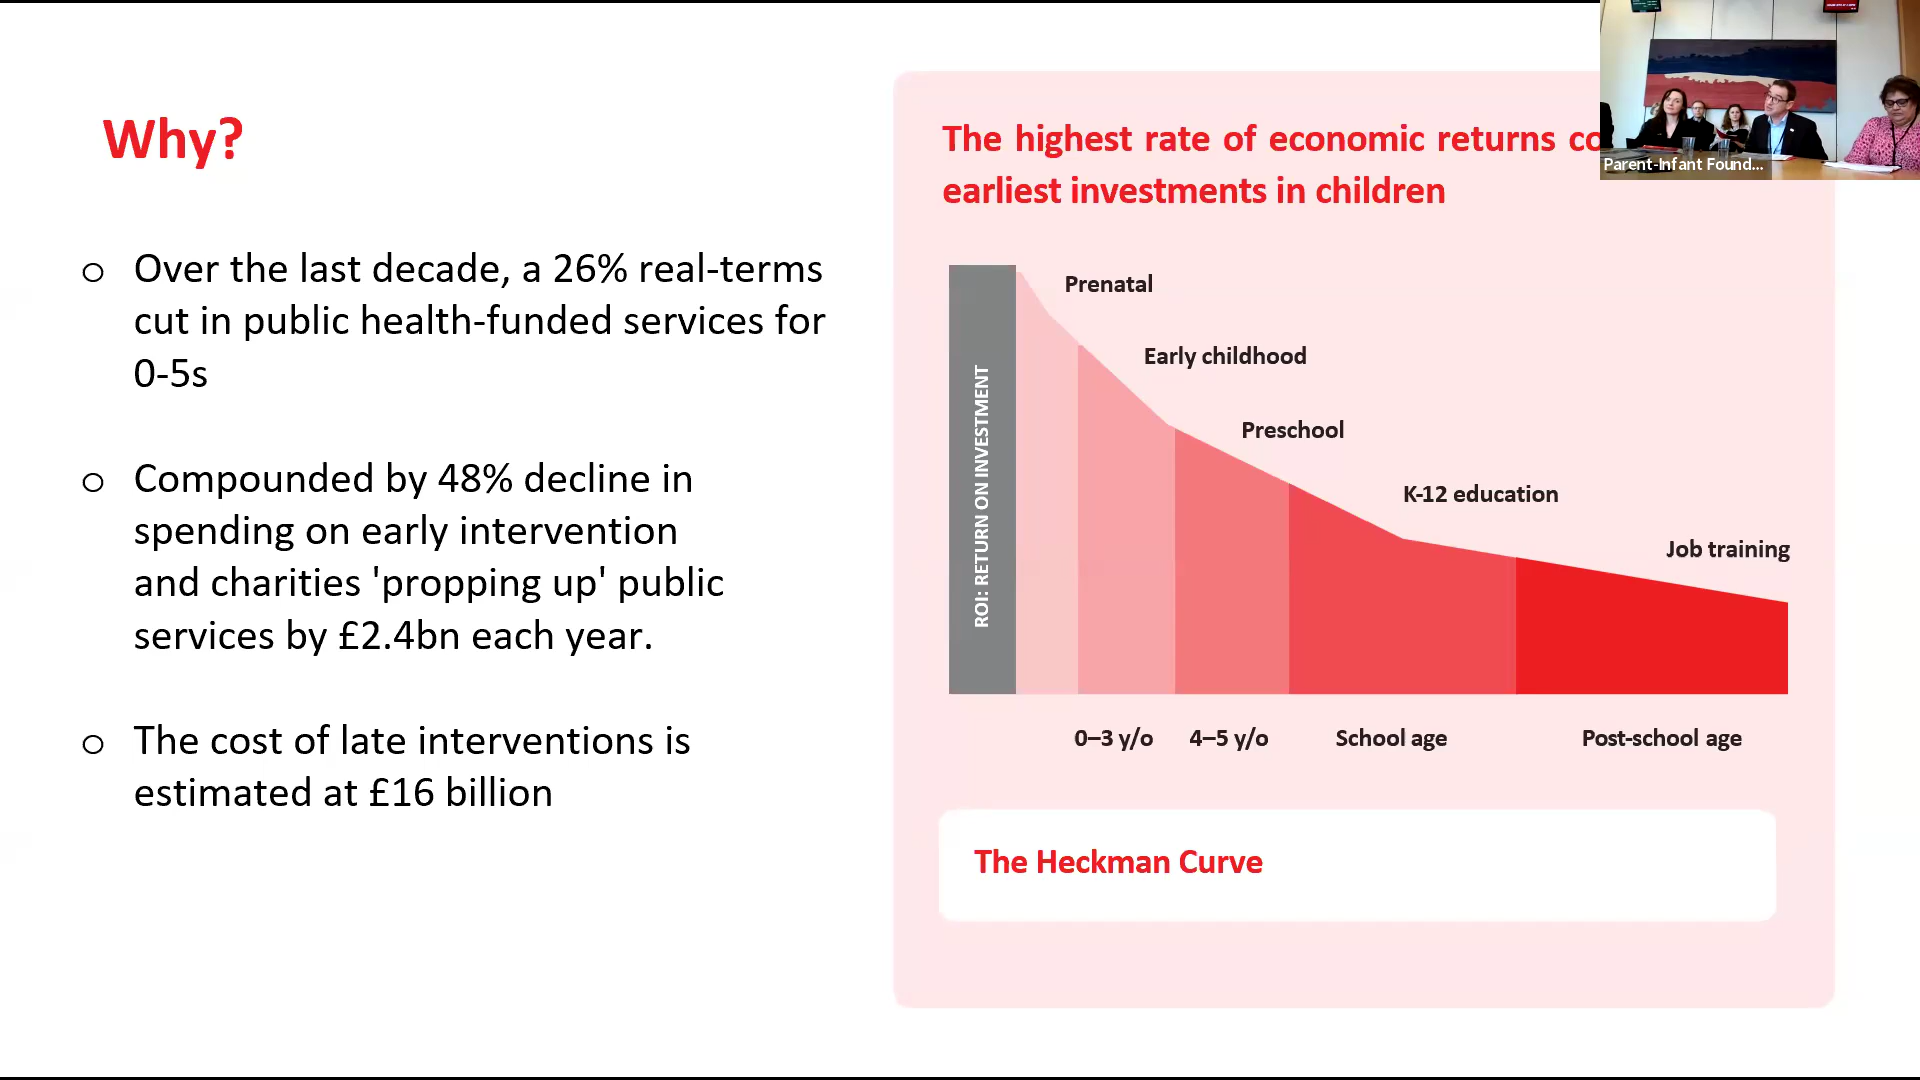 Why?
Over the last decade, a 26% real-terms
cut in public health-funded services for
0-5s
Compounded by 48% decline in
spending on early intervention
and charities 'propping up' public
services by £2.4bn each year.
The cost of late interventions is
estimated at £16 billion
The highest rate of economic returns co
earliest investments in children
ROI: RETURN ON INVESTMENT
Prenatal
Early childhood
Preschool
K-12 education
Job training
0–3 y/o 4–5 y/o School age Post-school age
The Heckman Curve
Parent-Infant Found...